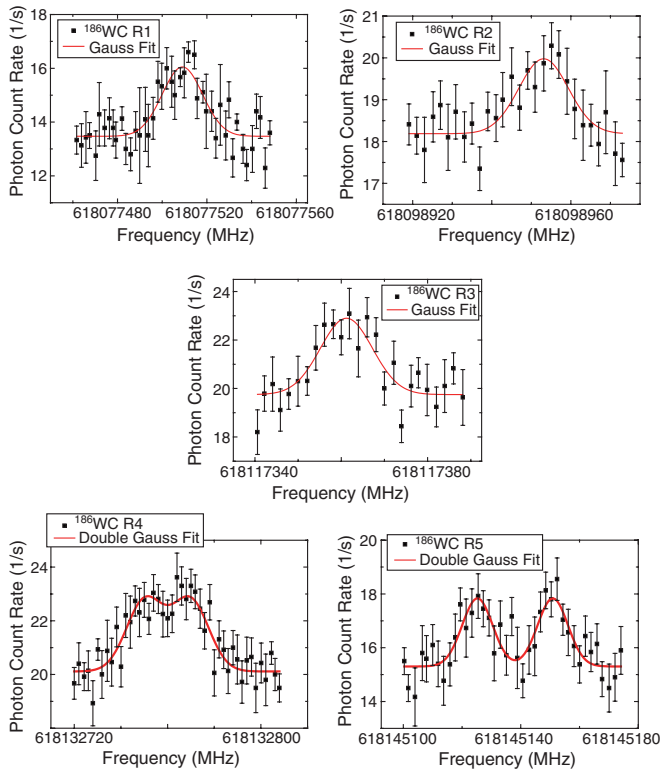 ¹⁸⁶WC R1
Gauss Fit
Photon Count Rate (1/s)
16
14
12
618077480
618077520
618077560
Frequency (MHz)
¹⁸⁶WC R2
Gauss Fit
Photon Count Rate (1/s)
21
20
19
18
17
618098920
618098960
Frequency (MHz)
¹⁸⁶WC R3
Gauss Fit
Photon Count Rate (1/s)
24
22
20
18
618117340
618117380
Frequency (MHz)
¹⁸⁶WC R4
Double Gauss Fit
Photon Count Rate (1/s)
24
22
20
618132720
618132800
Frequency (MHz)
¹⁸⁶WC R5
Double Gauss Fit
Photon Count Rate (1/s)
20
18
16
14
12
618145100
618145150
618145180
Frequency (MHz)